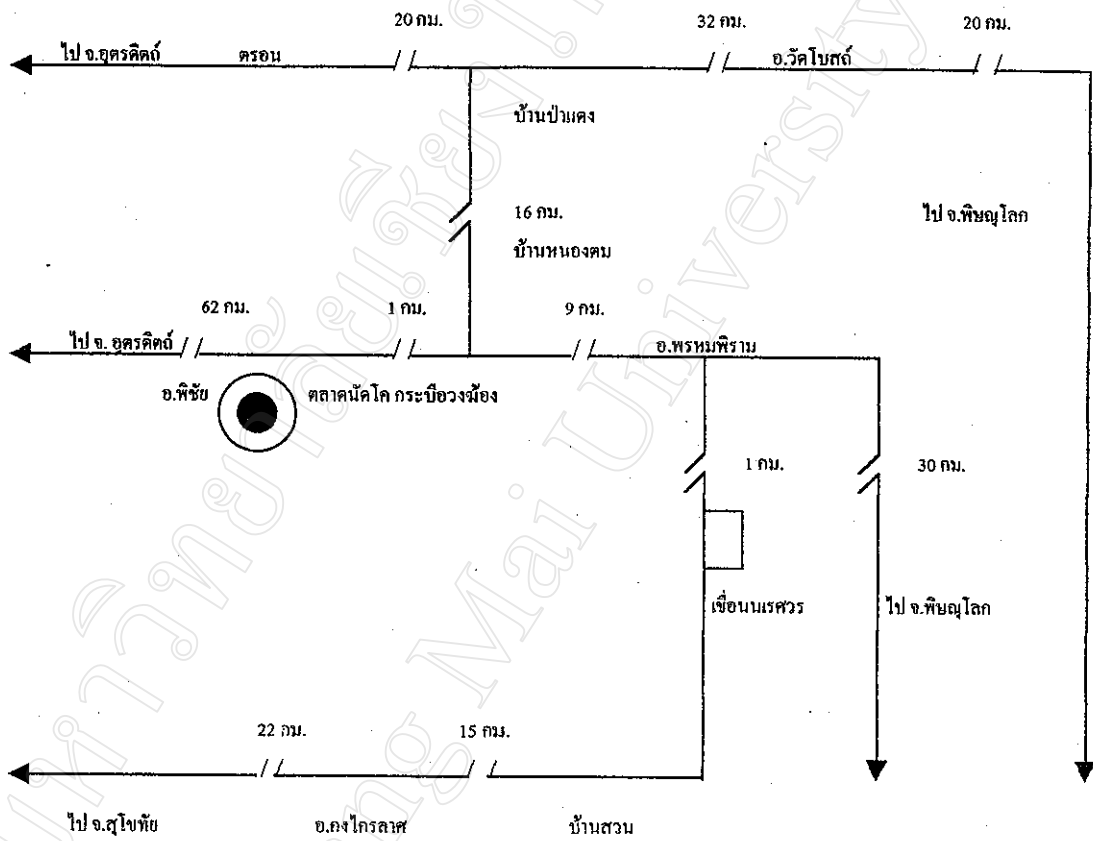 20 กม.
32 กม.
20 กม.
ไป จ.อุตรดิตถ์
ตรอน
อ.วัดโบสถ์
บ้านป่าแดง
16 กม.
ไป จ.พิษณุโลก
บ้านหนองตม
62 กม.
1 กม.
9 กม.
ไป จ. อุตรดิตถ์
อ.พรหมพิราม
อ.พิชัย
ตลาดนัดโค กระบือวงฆ้อง
1 กม.
30 กม.
เขื่อนนเรศวร
ไป จ.พิษณุโลก
22 กม.
15 กม.
ไป จ.สุโขทัย
อ.กงไกรลาศ
บ้านสวน
Mai University